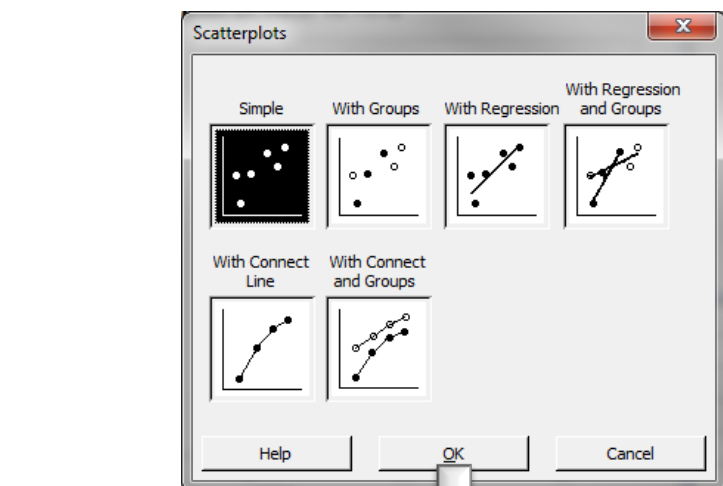 Scatterplots
Simple
With Groups
With Regression
With Regression
and Groups
With Connect
Line
With Connect
and Groups
Help
OK
Cancel